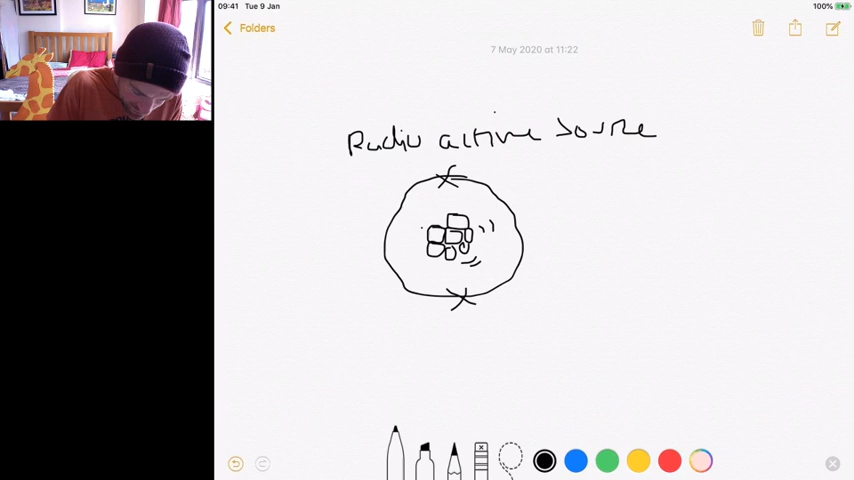 09:41 Tue 9 Jan
100%
Folders
7 May 2020 at 11:22
Radio active source